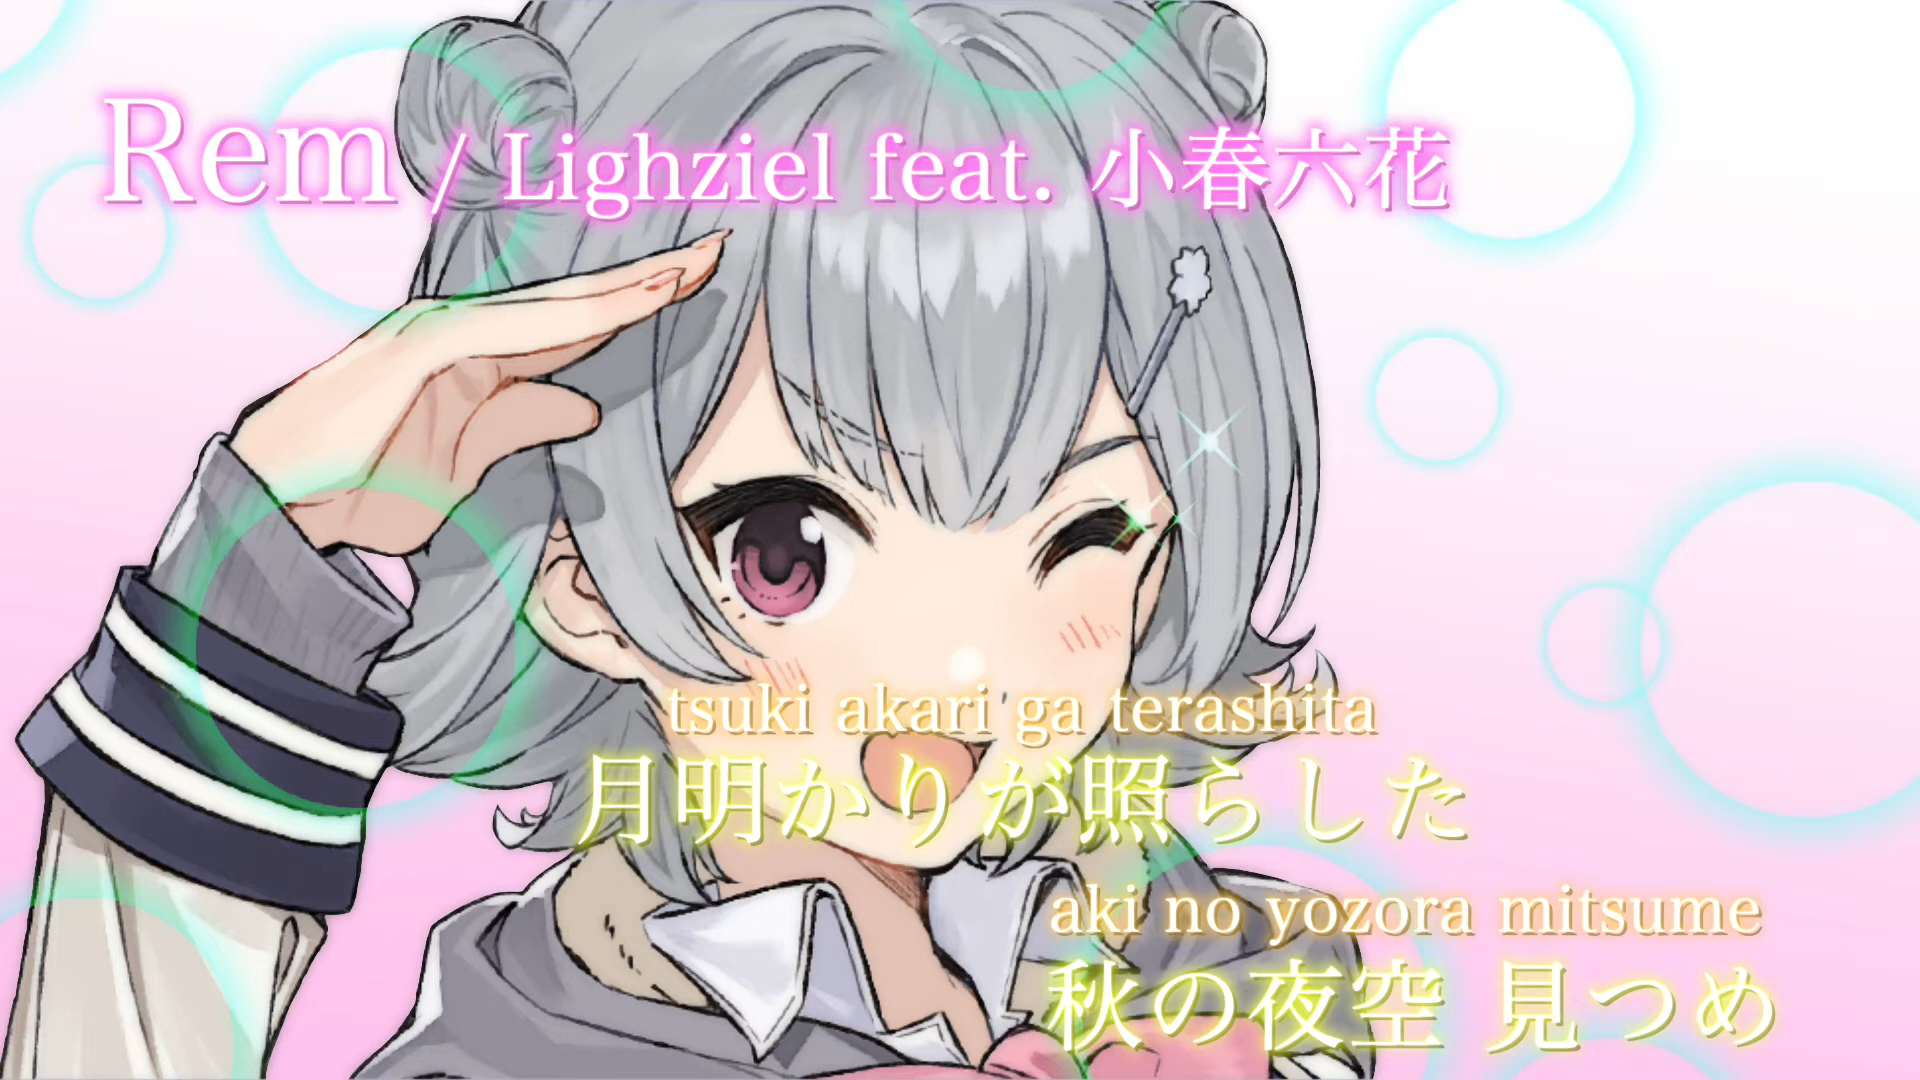 Rem / Lighziel feat. 小春六花
tsuki akari ga terashita
月明かりが照らした
aki no yozora mitsume
秋の夜空 見つめ